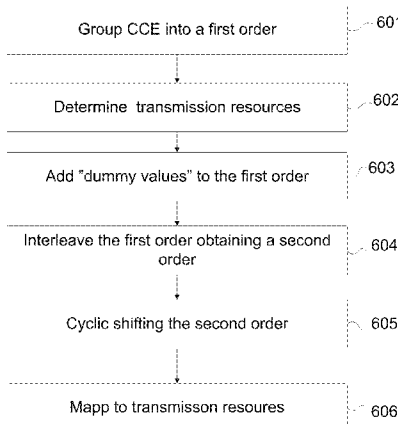 Group CCE into a first order
601
Determine transmission resources
602
Add "dummy values" to the first order
603
Interleave the first order obtaining a second
order
604
Cyclic shifting the second order
605
Mapp to transmisson resoures
606